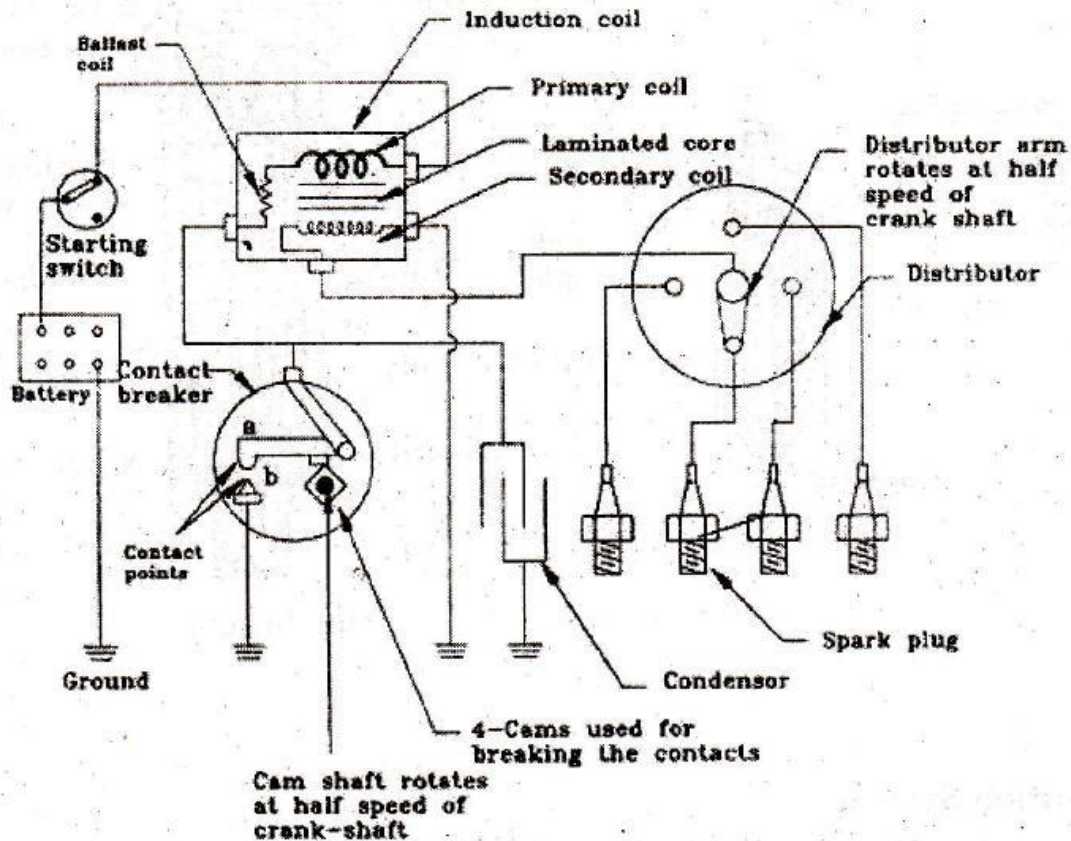 Induction coil
Ballast
coil
Primary coil
Laminated core
Secondary coil
Distributor arm
rotates at half
speed of
crank shaft
Starting
switch
Distributor
Battery
Contact
breaker
a
b
Contact
points
Spark plug
Ground
Condensor
4-Cams used for
breaking the contacts
Cam shaft rotates
at half speed of
crank-shaft